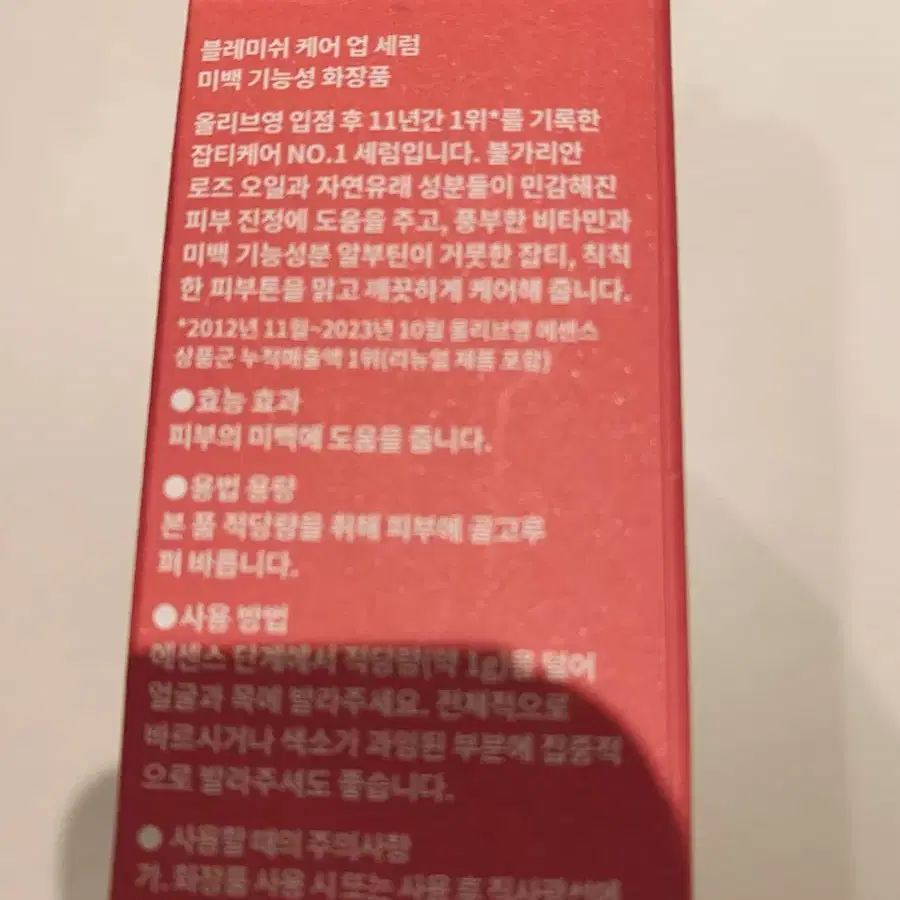 블레미쉬 케어 업 세럼
미백 기능성 화장품
올리브영 입점 후 11년간 1위*를 기록한
잡티케어 NO.1 세럼입니다. 불가리안
로즈 오일과 자연유래 성분들이 민감해진
피부 진정에 도움을 주고, 풍부한 비타민과
미백 기능성분 알부틴이 거뭇한 잡티, 칙칙
한 피부톤을 맑고 깨끗하게 케어해 줍니다.
*2012년 11월~2023년 10월 올리브영 에센스
상품군 누적매출액 1위(리뉴얼 제품 포함)
●효능 효과
피부의 미백에 도움을 줍니다.
●용법 용량
본 품 적당량을 취해 피부에 골고루
펴 바릅니다.
●사용 방법
에센스 단계에서 적당량(약 1g)을 덜어
얼굴과 목에 발라주세요. 전체적으로
바르시거나 색소가 과잉된 부분에 집중적
으로 발라주셔도 좋습니다.
● 사용할 때의 주의사항
가. 화장품 사용 시 또는 사용 후